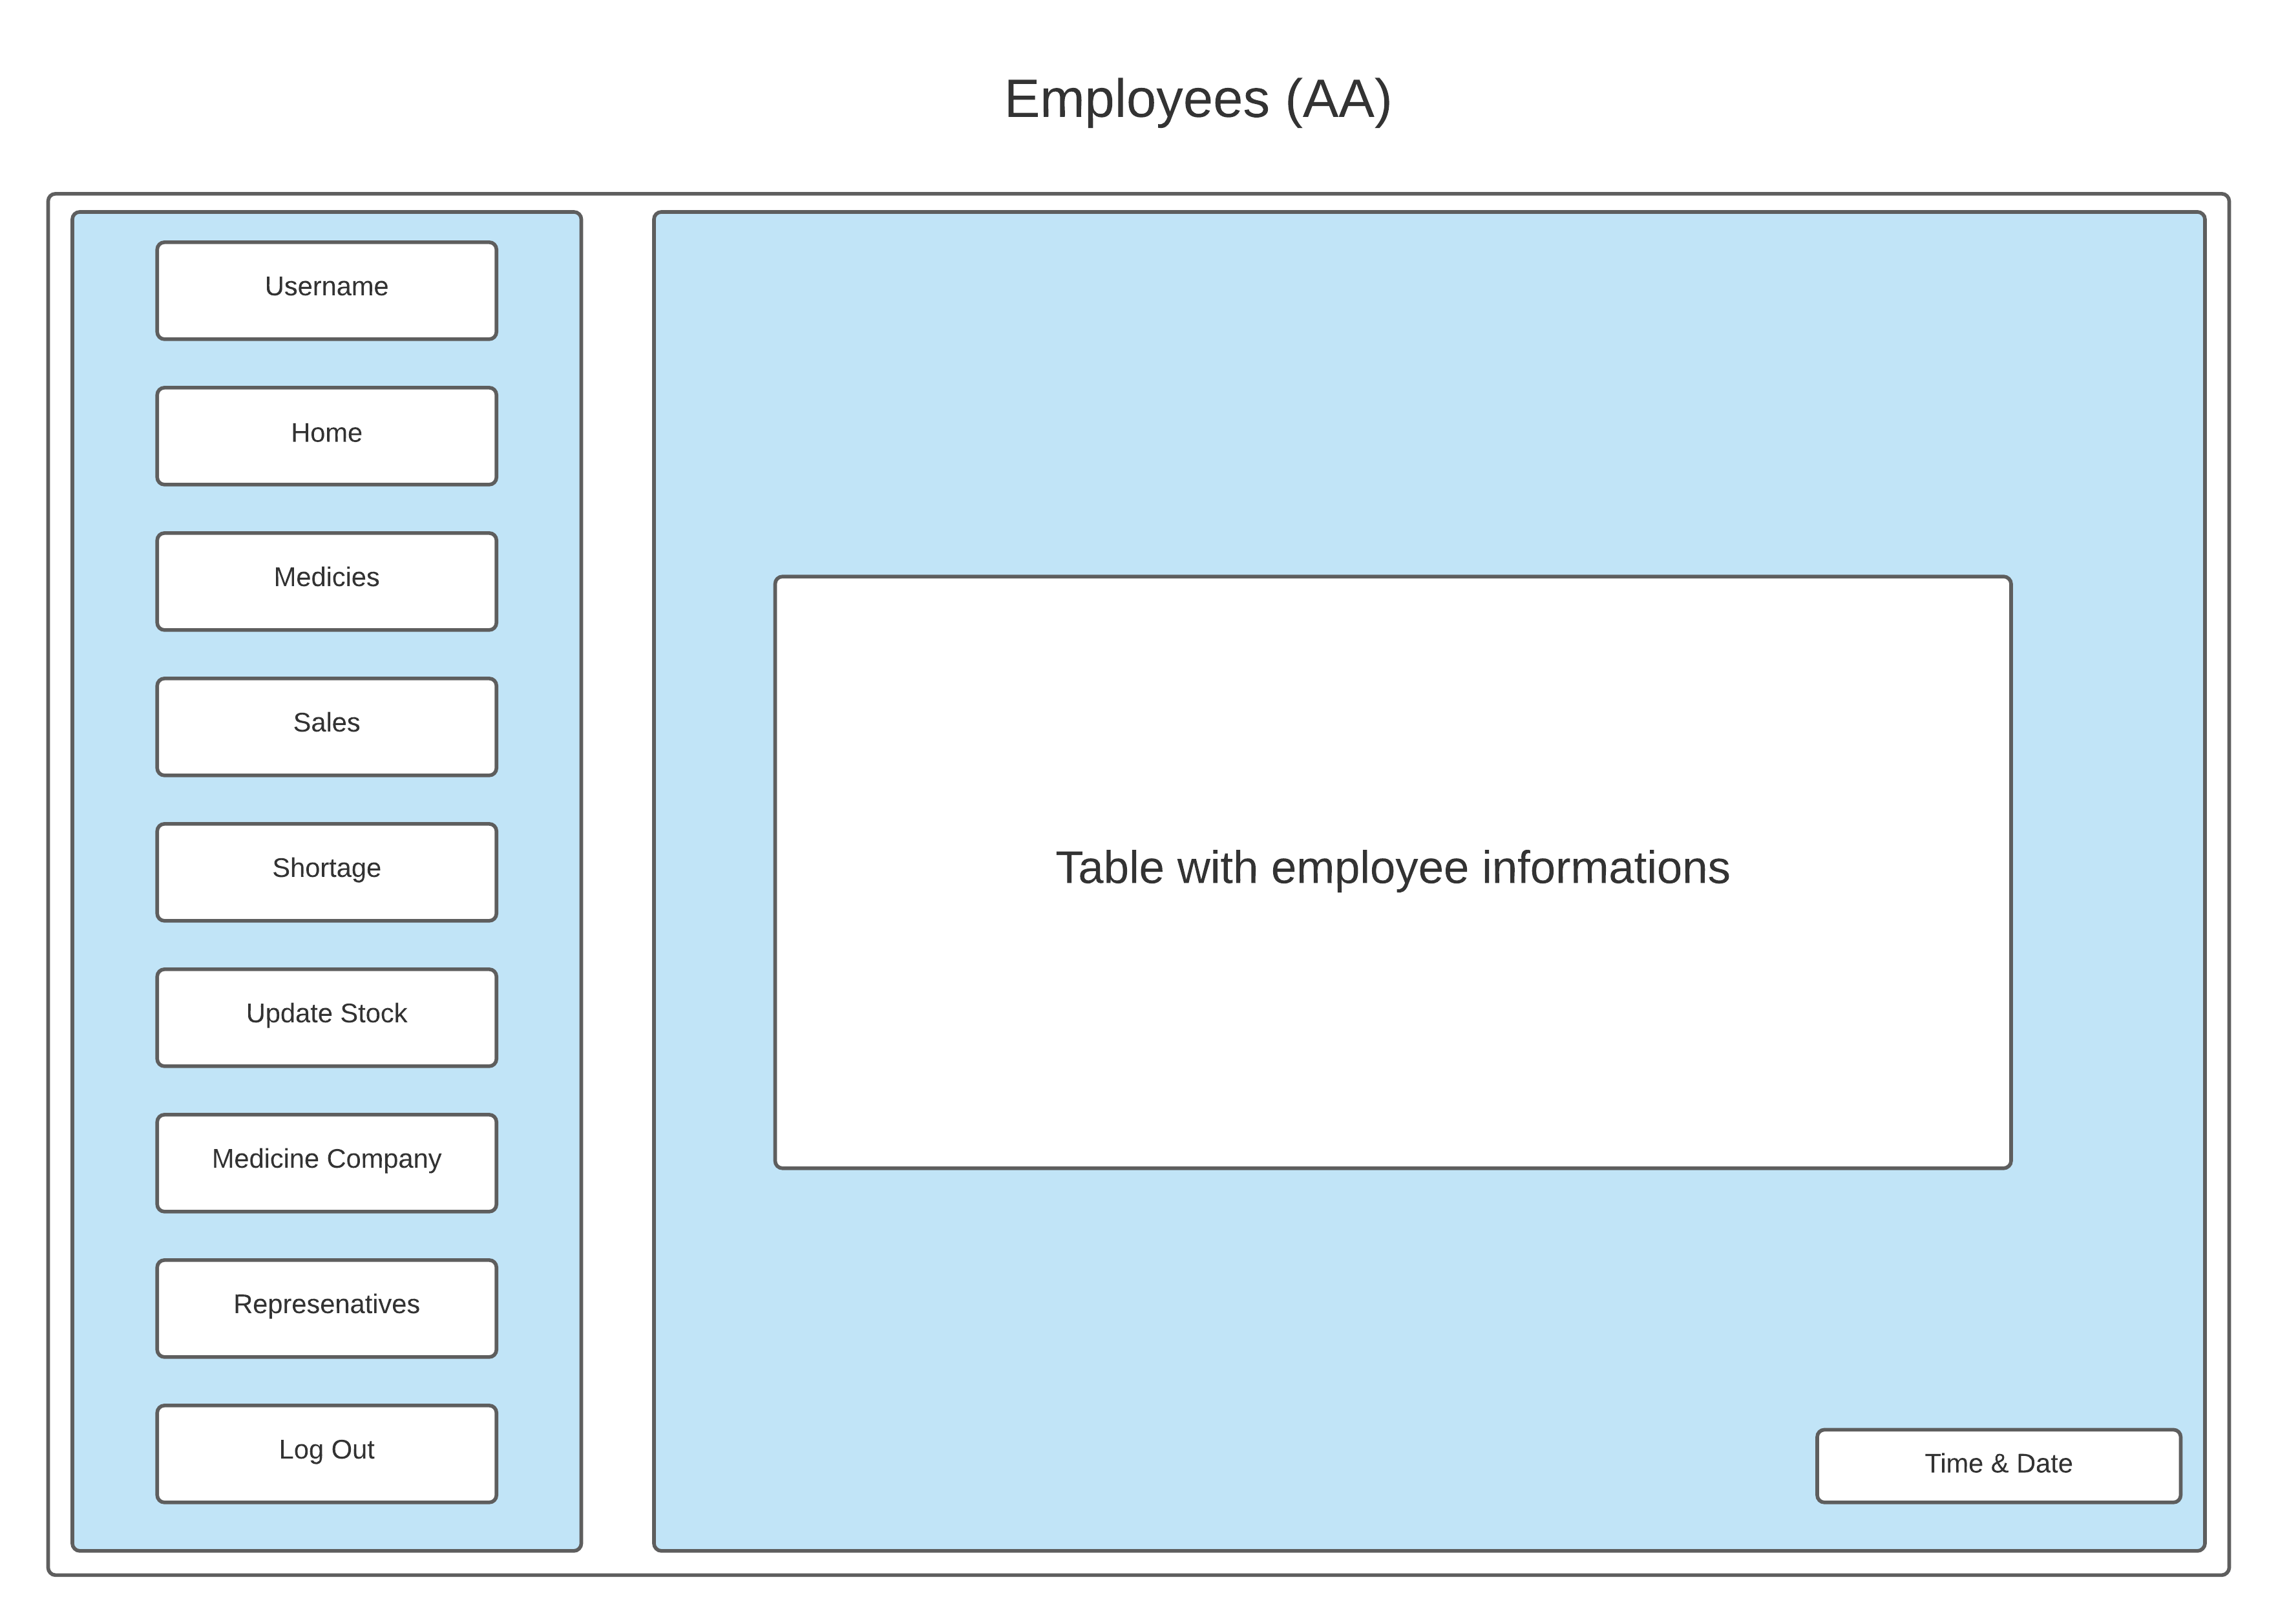 Employees (AA)
Username
Home
Medicies
Sales
Shortage
Update Stock
Medicine Company
Represenatives
Log Out
Table with employee informations
Time & Date